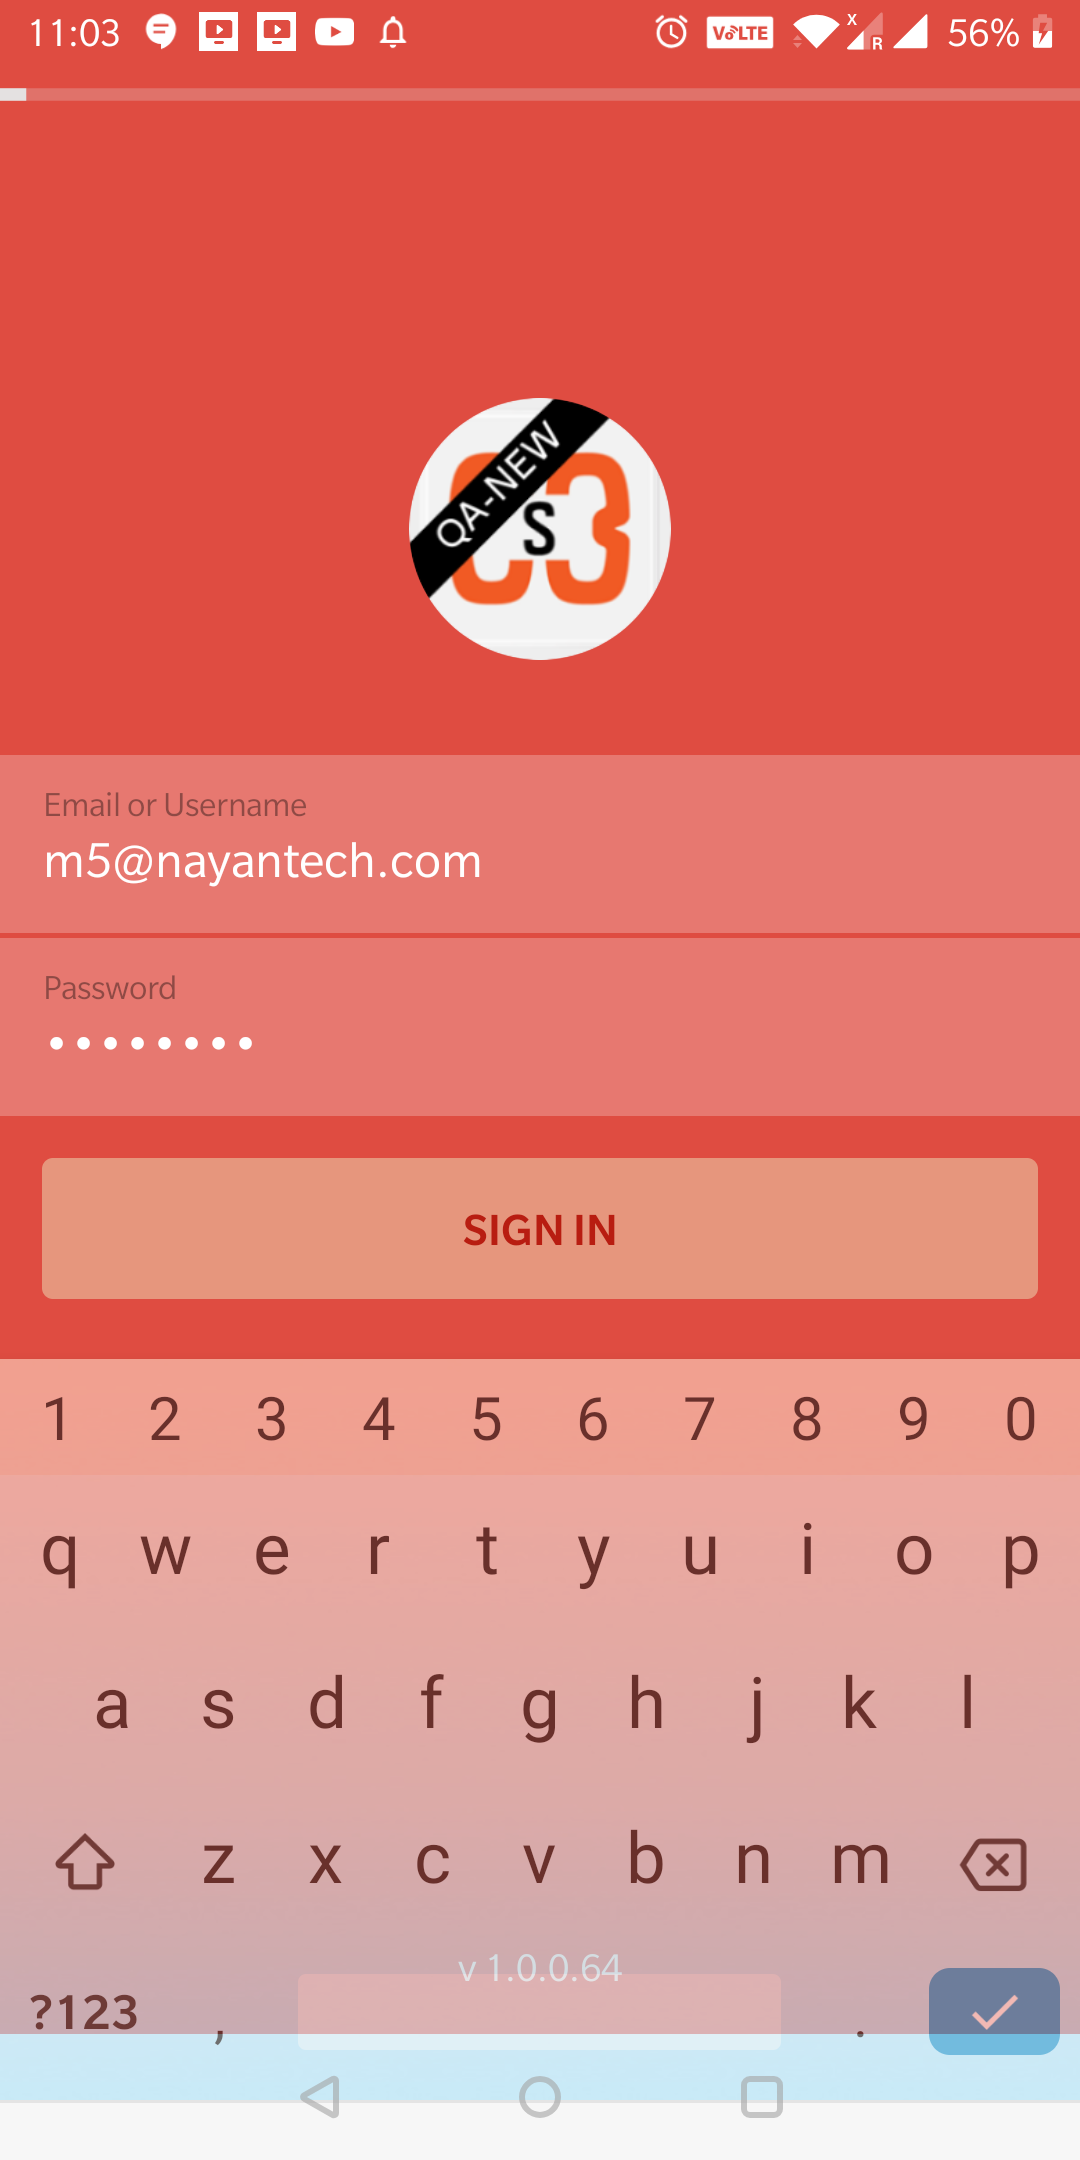 11:03 VoLTE X R 56%
QA-NEW
C3
S
Email or Username
m5@nayantech.com
Password
SIGN IN
1 2 3 4 5 6 7 8 9 0
q w e r t y u i o p
a s d f g h j k l
z x c v b n m
v 1.0.0.64
?123 , .